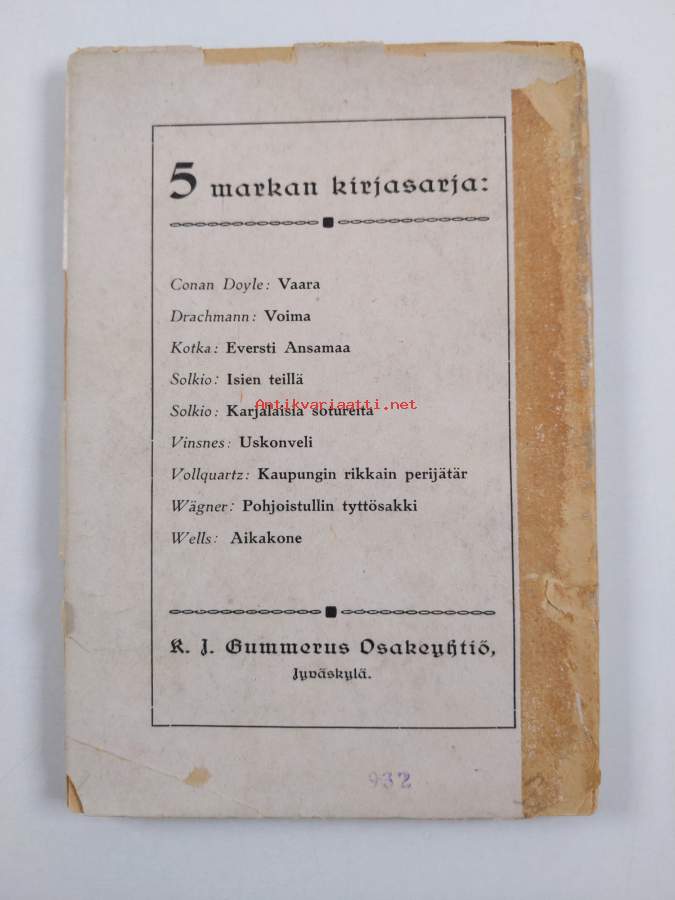 5 markan kirjasarja:
Conan Doyle: Vaara
Drachmann: Voima
Kotka: Eversti Ansamaa
Solkio: Isien teillä
Antikvariaatti.net
Solkio: Karjalaisia sotureita
Vinsnes: Uskonveli
Vollquartz: Kaupungin rikkain perijätär
Wägner: Pohjoistullin tyttösakki
Wells: Aikakone
K. J. Gummerus Osakeyhtiö,
Jyväskylä.
932